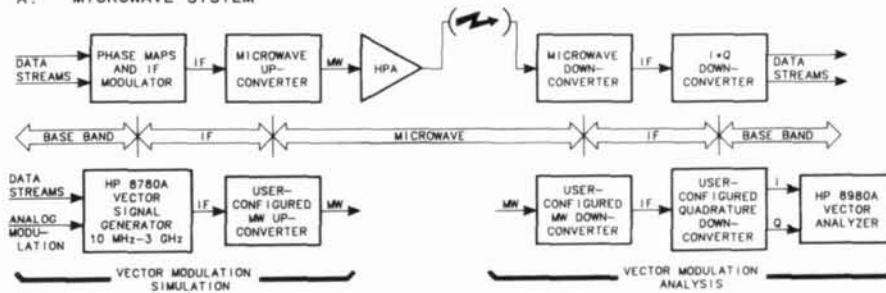 A. MICROWAVE SYSTEM
DATA
STREAMS
PHASE MAPS
AND IF
MODULATOR
IF
MICROWAVE
UP-
CONVERTER
MW
HPA
MICROWAVE
DOWN-
CONVERTER
IF
I+Q
DOWN-
CONVERTER
DATA
STREAMS
BASE BAND
IF
MICROWAVE
IF
BASE BAND
DATA
STREAMS
ANALOG
MODU-
LATION
HP 8780A
VECTOR
SIGNAL
GENERATOR
10 MHz-3 GHz
IF
USER-
CONFIGURED
MW UP-
CONVERTER
MW
MW
USER-
CONFIGURED
MW DOWN-
CONVERTER
IF
USER-
CONFIGURED
QUADRATURE
DOWN-
CONVERTER
I
Q
HP 8980A
VECTOR
ANALYZER
VECTOR MODULATION
SIMULATION
VECTOR MODULATION
ANALYSIS